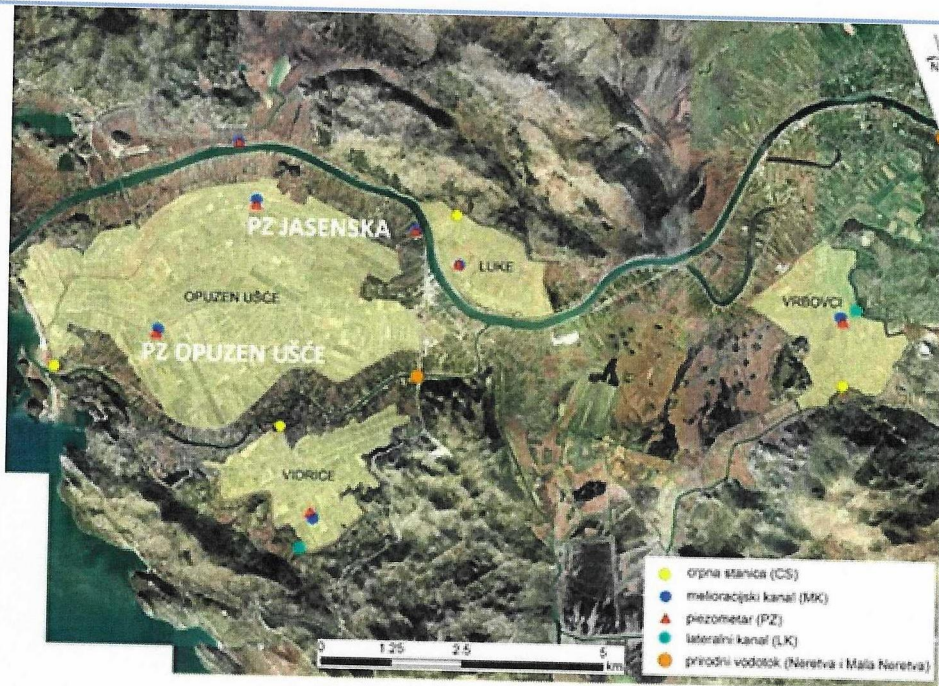 N
PZ JASENSKA
LUKE
OPUZEN UŠĆE
VRBOVCI
PZ OPUZEN UŠĆE
VIDRICE
crpna stanica (CS)
melioracijski kanal (MK)
piezometar (PZ)
lateralni kanal (LK)
prirodni vodotok (Neretva i Mala Neretva)
0 1.25 2.5 5
km